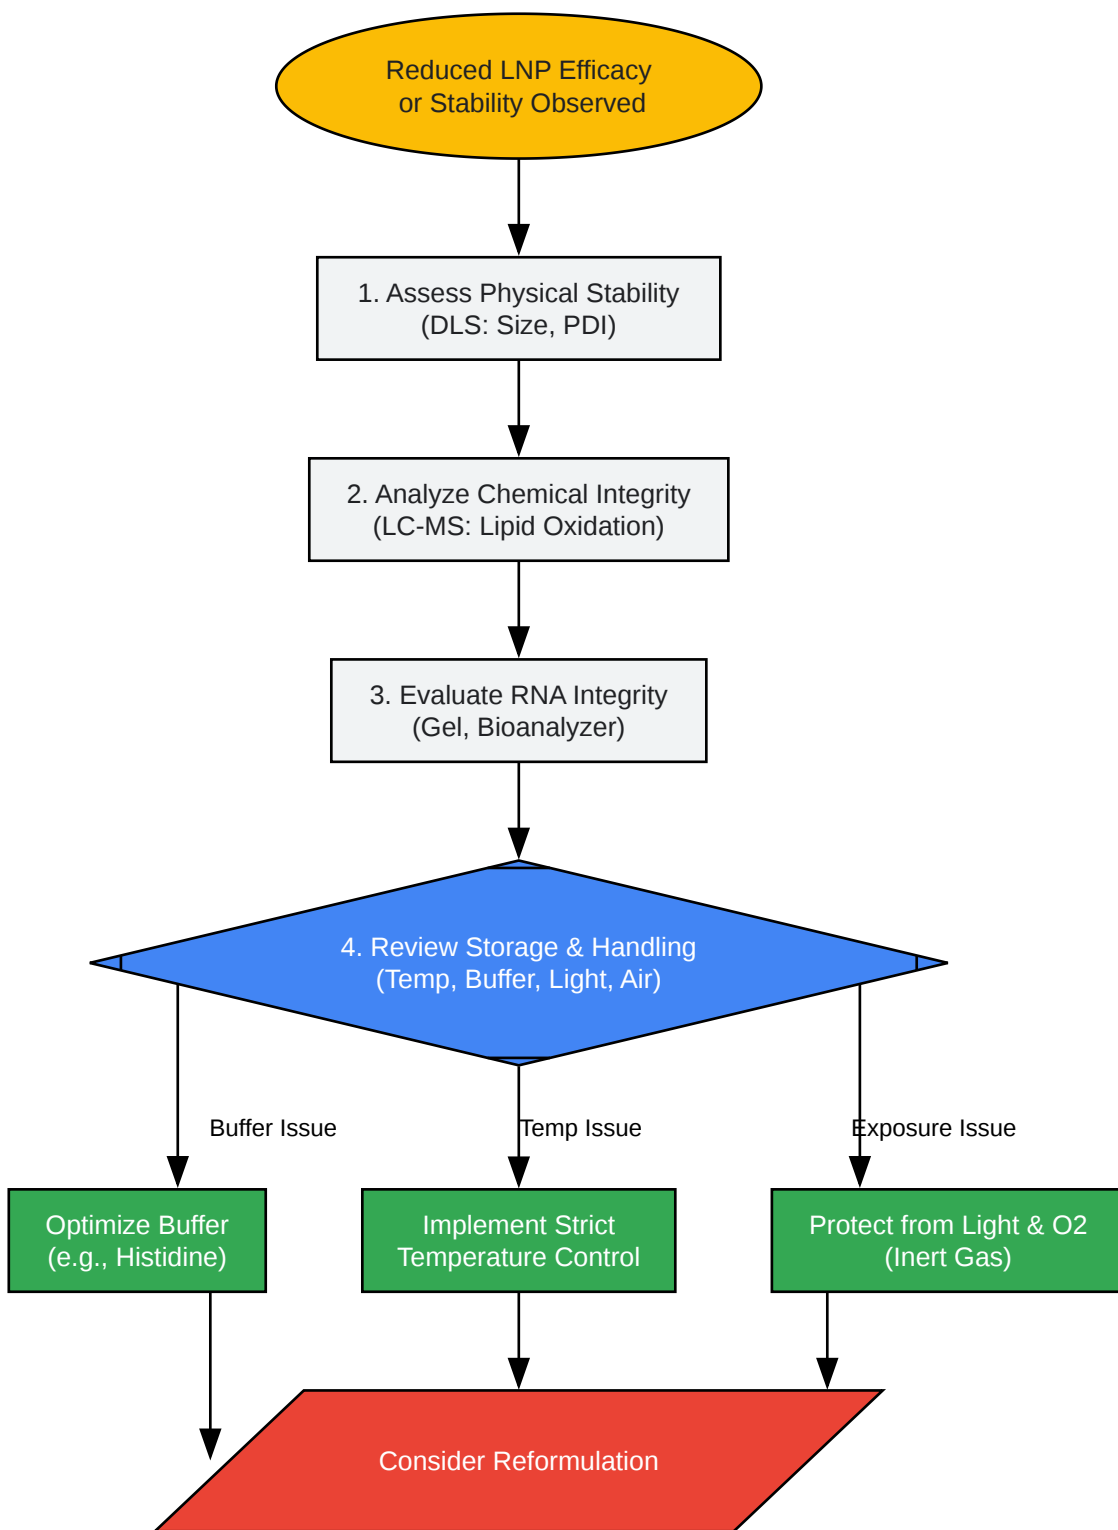 Reduced LNP Efficacy
or Stability Observed
1. Assess Physical Stability
(DLS: Size, PDI)
2. Analyze Chemical Integrity
(LC-MS: Lipid Oxidation)
3. Evaluate RNA Integrity
(Gel, Bioanalyzer)
4. Review Storage & Handling
(Temp, Buffer, Light, Air)
Buffer Issue
Temp Issue
Exposure Issue
Optimize Buffer
(e.g., Histidine)
Implement Strict
Temperature Control
Protect from Light & O2
(Inert Gas)
Consider Reformulation